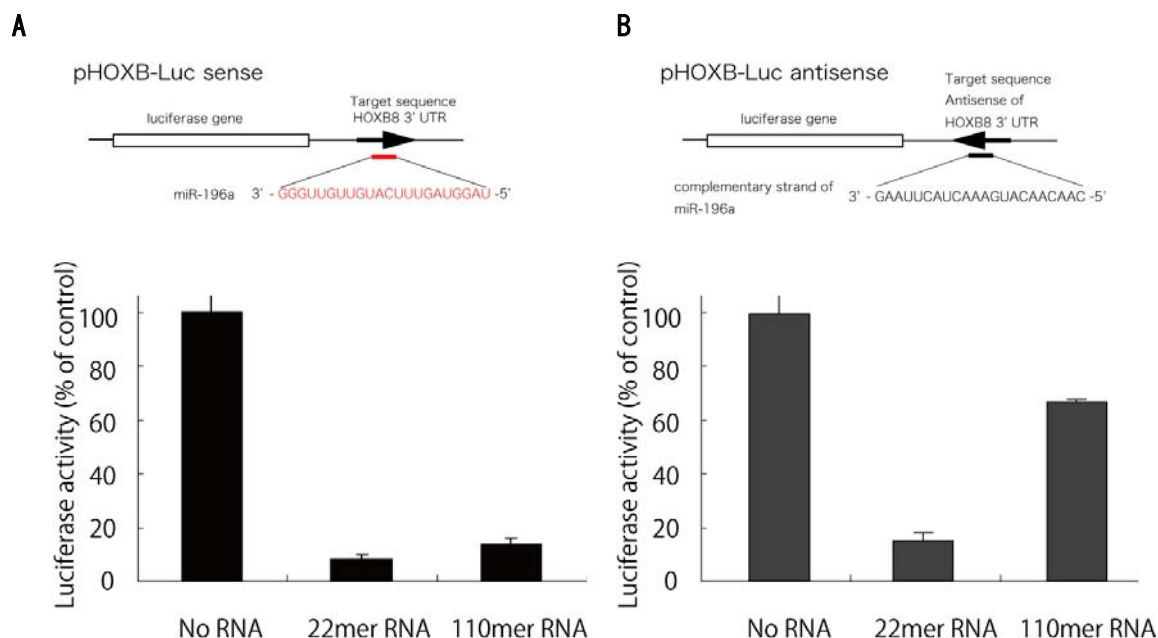 A
pHOXB-Luc sense
Target sequence
HOXB8 3' UTR
luciferase gene
miR-196a 3' - GGGUUGUUGUACUUUGAUGGAU -5'
Luciferase activity (% of control)
100
80
60
40
20
0
No RNA 22mer RNA 110mer RNA
B
pHOXB-Luc antisense
Target sequence
Antisense of
HOXB8 3' UTR
luciferase gene
complementary strand of
miR-196a
3' - GAAUUCAUCAAAGUACAACAAC -5'
Luciferase activity (% of control)
100
80
60
40
20
0
No RNA 22mer RNA 110mer RNA